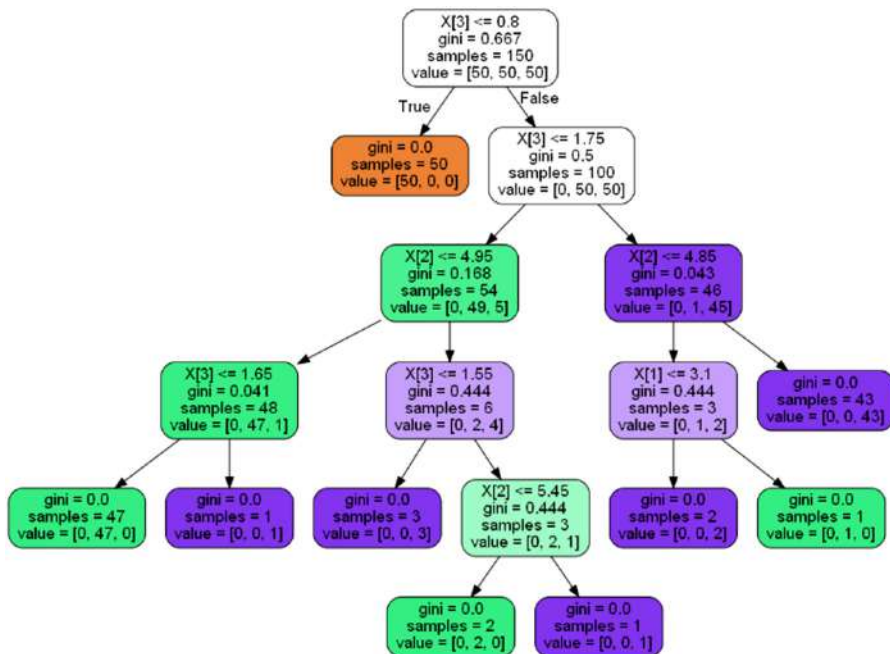 X[3] <= 0.8
gini = 0.667
samples = 150
value = [50, 50, 50]
True
False
gini = 0.0
samples = 50
value = [50, 0, 0]
X[3] <= 1.75
gini = 0.5
samples = 100
value = [0, 50, 50]
X[2] <= 4.95
gini = 0.168
samples = 54
value = [0, 49, 5]
X[2] <= 4.85
gini = 0.043
samples = 46
value = [0, 1, 45]
X[3] <= 1.65
gini = 0.041
samples = 48
value = [0, 47, 1]
X[3] <= 1.55
gini = 0.444
samples = 6
value = [0, 2, 4]
X[1] <= 3.1
gini = 0.444
samples = 3
value = [0, 1, 2]
gini = 0.0
samples = 43
value = [0, 0, 43]
gini = 0.0
samples = 47
value = [0, 47, 0]
gini = 0.0
samples = 1
value = [0, 0, 1]
gini = 0.0
samples = 3
value = [0, 0, 3]
X[2] <= 5.45
gini = 0.444
samples = 3
value = [0, 2, 1]
gini = 0.0
samples = 2
value = [0, 0, 2]
gini = 0.0
samples = 1
value = [0, 1, 0]
gini = 0.0
samples = 2
value = [0, 2, 0]
gini = 0.0
samples = 1
value = [0, 0, 1]